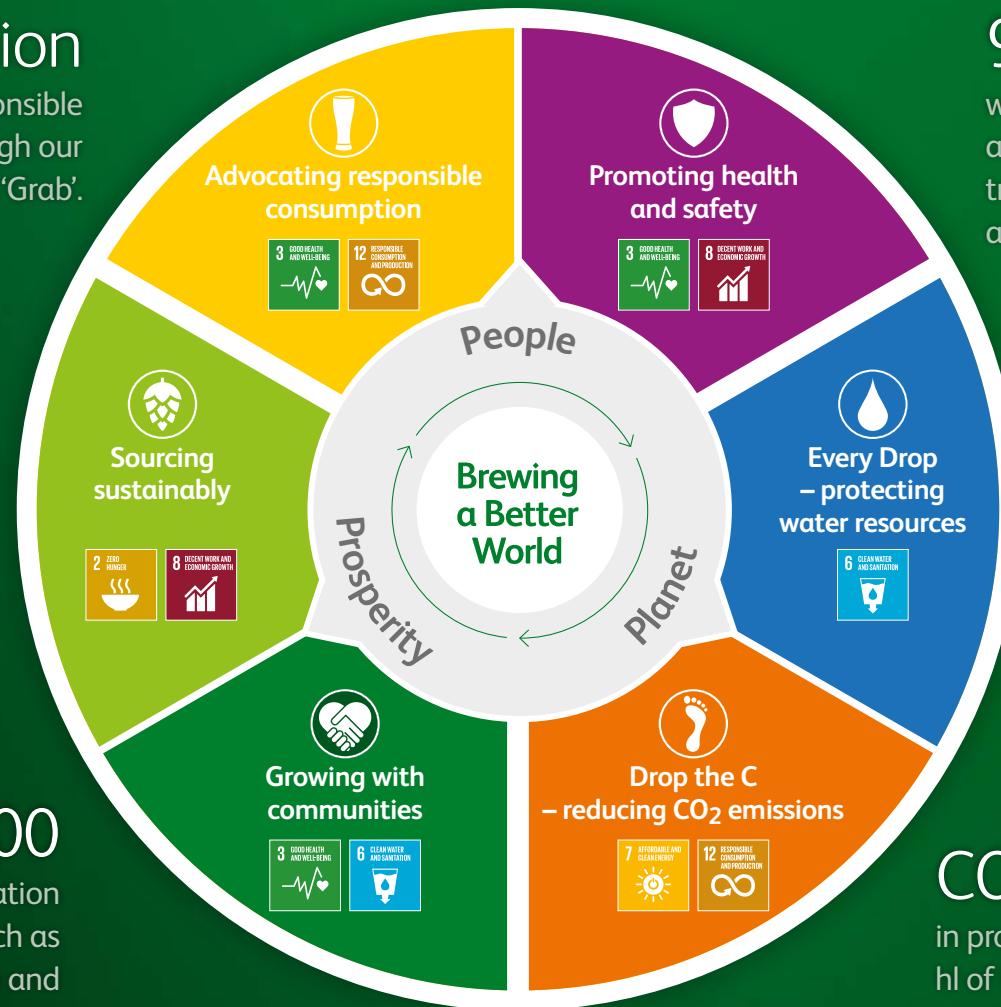 onsible
gh our
'Grab'.
Advocating responsible
consumption
3 GOOD HEALTH
AND WELL-BEING
12 RESPONSIBLE
CONSUMPTION
AND PRODUCTION
Promoting health
and safety
3 GOOD HEALTH
AND WELL-BEING
8 DECENT WORK AND
ECONOMIC GROWTH
People
Sourcing
sustainably
2 ZERO
HUNGER
8 DECENT WORK AND
ECONOMIC GROWTH
Brewing
a Better
World
Every Drop
– protecting
water resources
6 CLEAN WATER
AND SANITATION
Prosperity
Planet
Growing with
communities
3 GOOD HEALTH
AND WELL-BEING
6 CLEAN WATER
AND SANITATION
Drop the C
– reducing CO2 emissions
7 AFFORDABLE AND
CLEAN ENERGY
12 RESPONSIBLE
CONSUMPTION
AND PRODUCTION
00
ation
ch as
and
CO
in pro
hl of